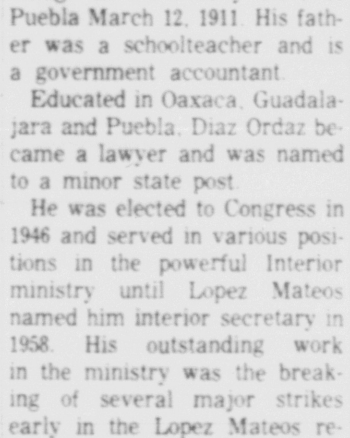 Puebla March 12, 1911. His fath-
er was a schoolteacher and is
a government accountant.
Educated in Oaxaca, Guadala-
jara and Puebla, Diaz Ordaz be-
came a lawyer and was named
to a minor state post.
He was elected to Congress in
1946 and served in various posi-
tions in the powerful Interior
ministry until Lopez Mateos
named him interior secretary in
1958. His outstanding work
in the ministry was the break-
ing of several major strikes
early in the Lopez Mateos re-